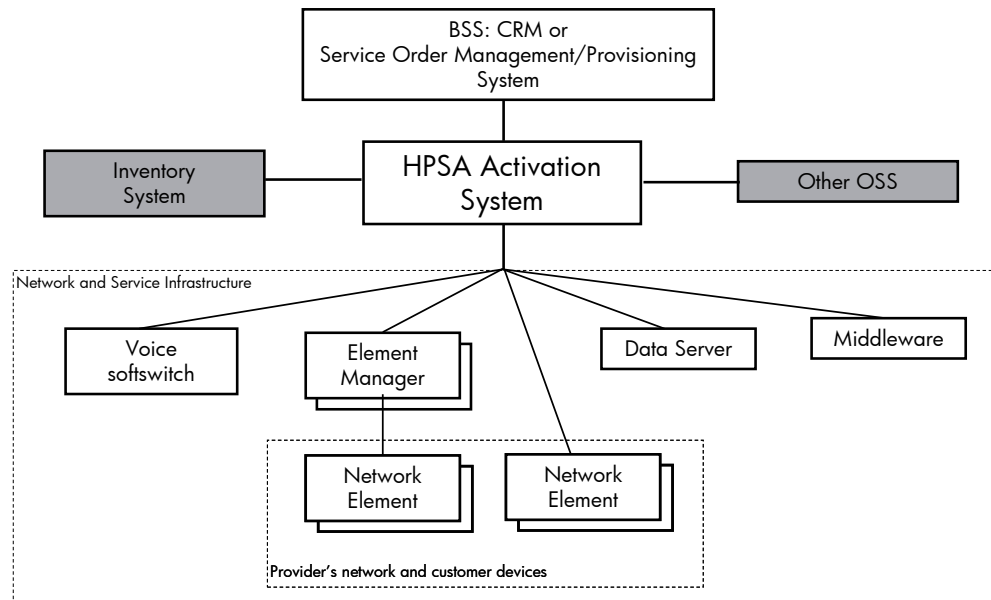 BSS: CRM or
Service Order Management/Provisioning
System
HPSA Activation
System
Inventory
System
Other OSS
Network and Service Infrastructure
Voice
softswitch
Element
Manager
Data Server
Middleware
Network
Element
Network
Element
Provider's network and customer devices